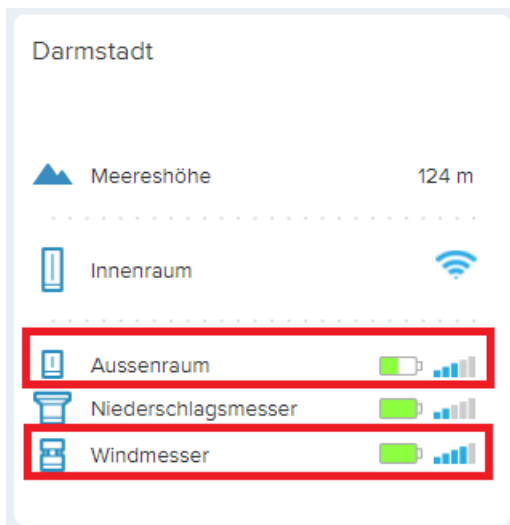 Darmstadt
Meereshöhe 124 m
Innenraum
Aussenraum
Niederschlagsmesser
Windmesser